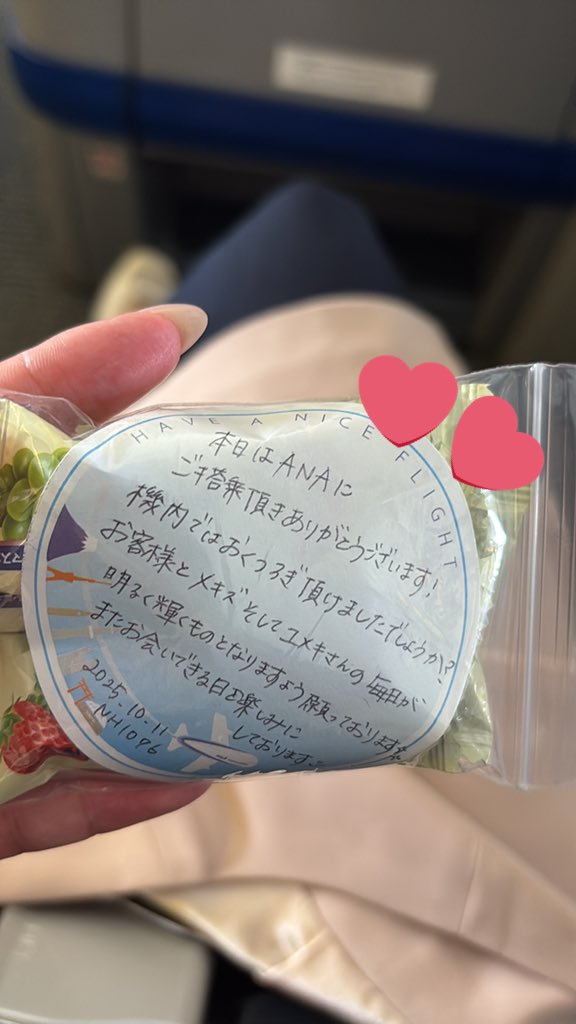 HAVE A NICE FLIGHT
本日はANAに
ご搭乗頂きありがとうございます!
機内ではおくつろぎ頂けましたでしょうか?
お客様とメキズそしてユメキさんの毎日が
明るく輝くものとなりますよう願っております
またお会いできる日を楽しみに
しております。
2025-10-11
NH1076